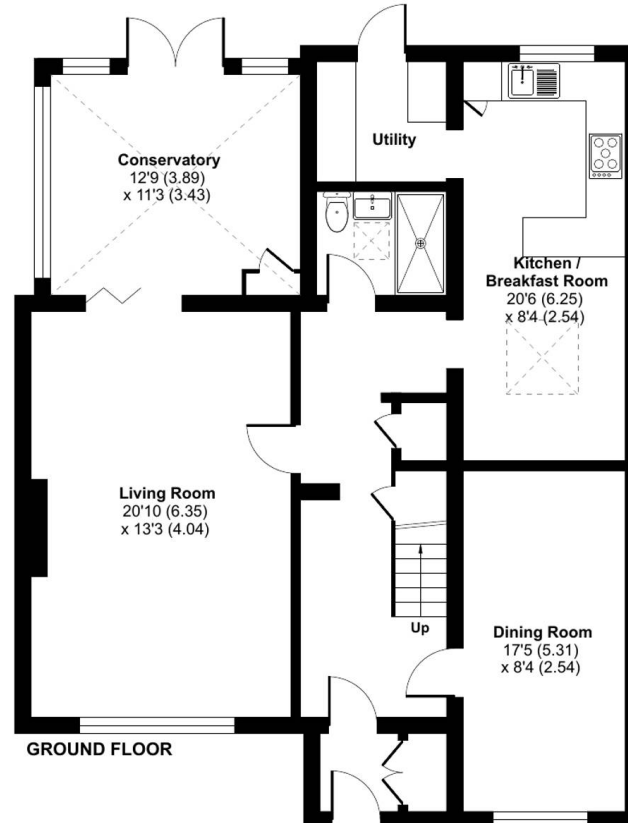 Conservatory
12'9 (3.89)
x 11'3 (3.43)
Utility
Kitchen /
Breakfast Room
20'6 (6.25)
x 8'4 (2.54)
Living Room
20'10 (6.35)
x 13'3 (4.04)
Up
Dining Room
17'5 (5.31)
x 8'4 (2.54)
GROUND FLOOR